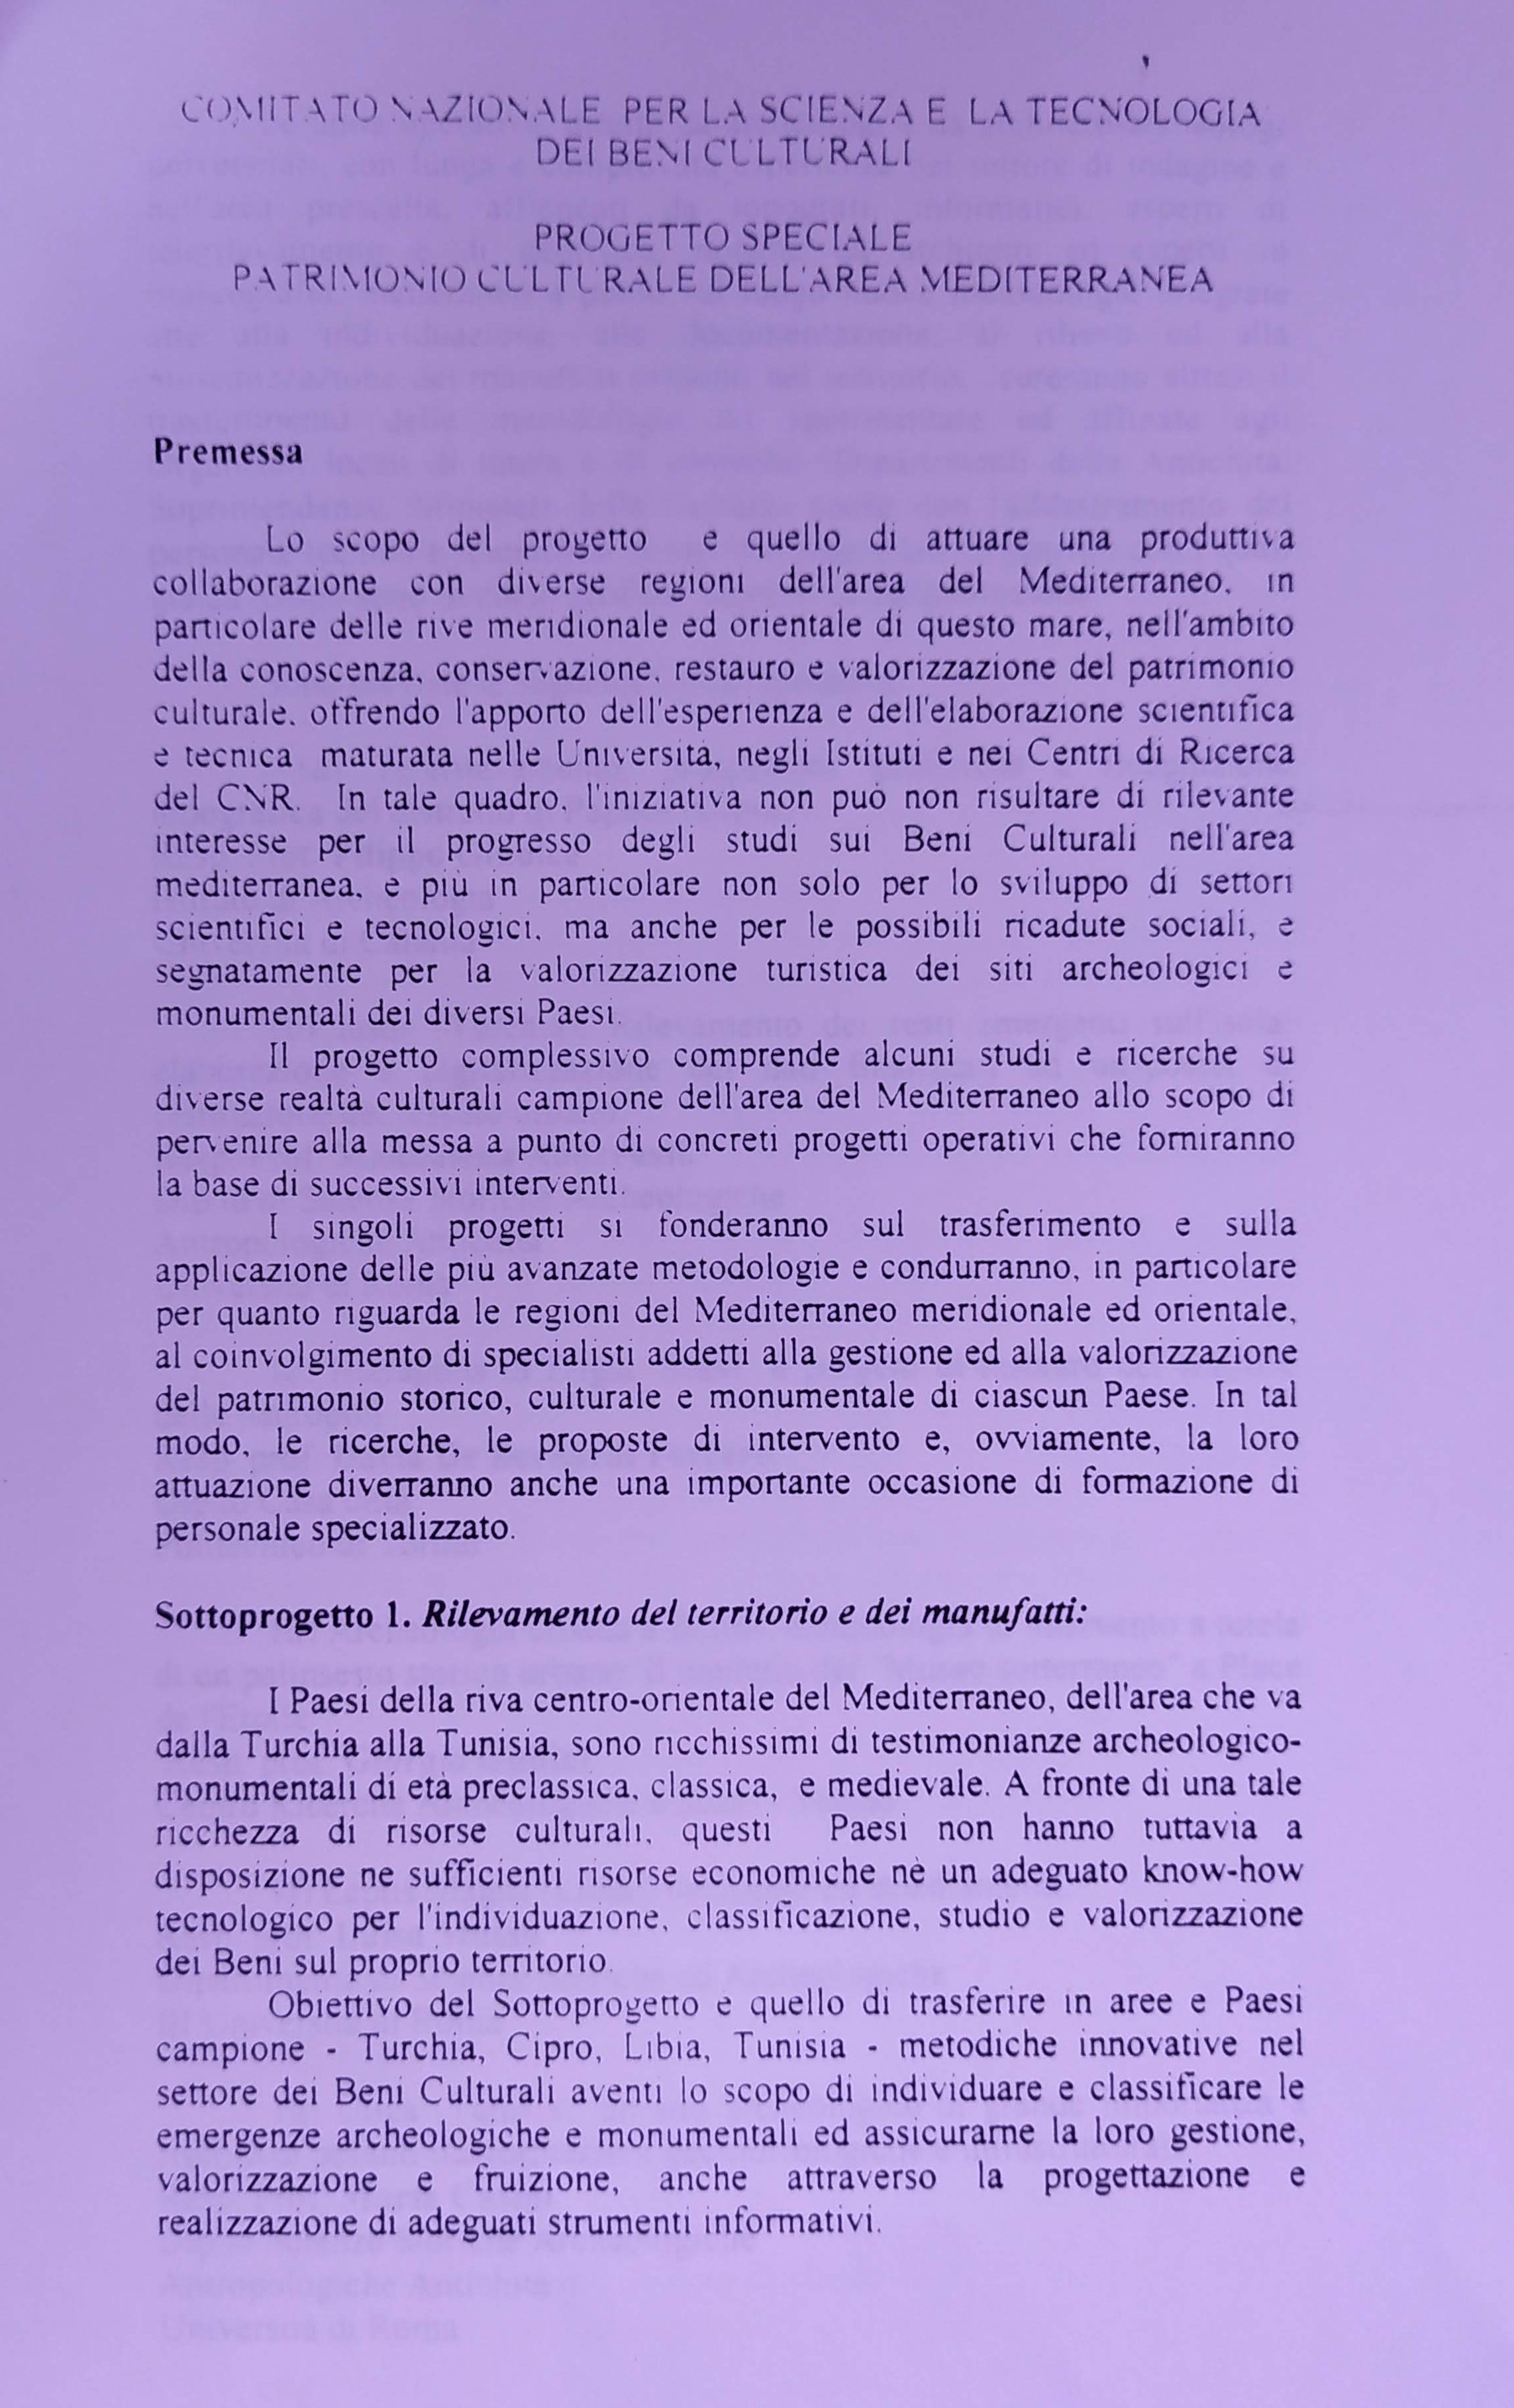 COMITATO NAZIONALE PER LA SCIENZA E LA TECNOLOGIA
DEI BENI CULTURALI
PROGETTO SPECIALE
PATRIMONIO CULTURALE DELL'AREA MEDITERRANEA
Premessa
Lo scopo del progetto e quello di attuare una produttiva
collaborazione con diverse regioni dell'area del Mediterraneo, in
particolare delle rive meridionale ed orientale di questo mare, nell'ambito
della conoscenza, conservazione, restauro e valorizzazione del patrimonio
culturale, offrendo l'apporto dell'esperienza e dell'elaborazione scientifica
e tecnica maturata nelle Università, negli Istituti e nei Centri di Ricerca
del CNR. In tale quadro, l'iniziativa non può non risultare di rilevante
interesse per il progresso degli studi sui Beni Culturali nell'area
mediterranea, e più in particolare non solo per lo sviluppo di settori
scientifici e tecnologici, ma anche per le possibili ricadute sociali, e
segnatamente per la valorizzazione turistica dei siti archeologici e
monumentali dei diversi Paesi.
Il progetto complessivo comprende alcuni studi e ricerche su
diverse realtà culturali campione dell'area del Mediterraneo allo scopo di
pervenire alla messa a punto di concreti progetti operativi che forniranno
la base di successivi interventi.
I singoli progetti si fonderanno sul trasferimento e sulla
applicazione delle più avanzate metodologie e condurranno, in particolare
per quanto riguarda le regioni del Mediterraneo meridionale ed orientale,
al coinvolgimento di specialisti addetti alla gestione ed alla valorizzazione
del patrimonio storico, culturale e monumentale di ciascun Paese. In tal
modo, le ricerche, le proposte di intervento e, ovviamente, la loro
attuazione diverranno anche una importante occasione di formazione di
personale specializzato.
Sottoprogetto 1. Rilevamento del territorio e dei manufatti:
I Paesi della riva centro-orientale del Mediterraneo, dell'area che va
dalla Turchia alla Tunisia, sono ricchissimi di testimonianze archeologico-
monumentali di età preclassica, classica, e medievale. A fronte di una tale
ricchezza di risorse culturali, questi Paesi non hanno tuttavia a
disposizione ne sufficienti risorse economiche nè un adeguato know-how
tecnologico per l'individuazione, classificazione, studio e valorizzazione
dei Beni sul proprio territorio.
Obiettivo del Sottoprogetto è quello di trasferire in aree e Paesi
campione - Turchia, Cipro, Libia, Tunisia - metodiche innovative nel
settore dei Beni Culturali aventi lo scopo di individuare e classificare le
emergenze archeologiche e monumentali ed assicurarne la loro gestione,
valorizzazione e fruizione, anche attraverso la progettazione e
realizzazione di adeguati strumenti informativi.